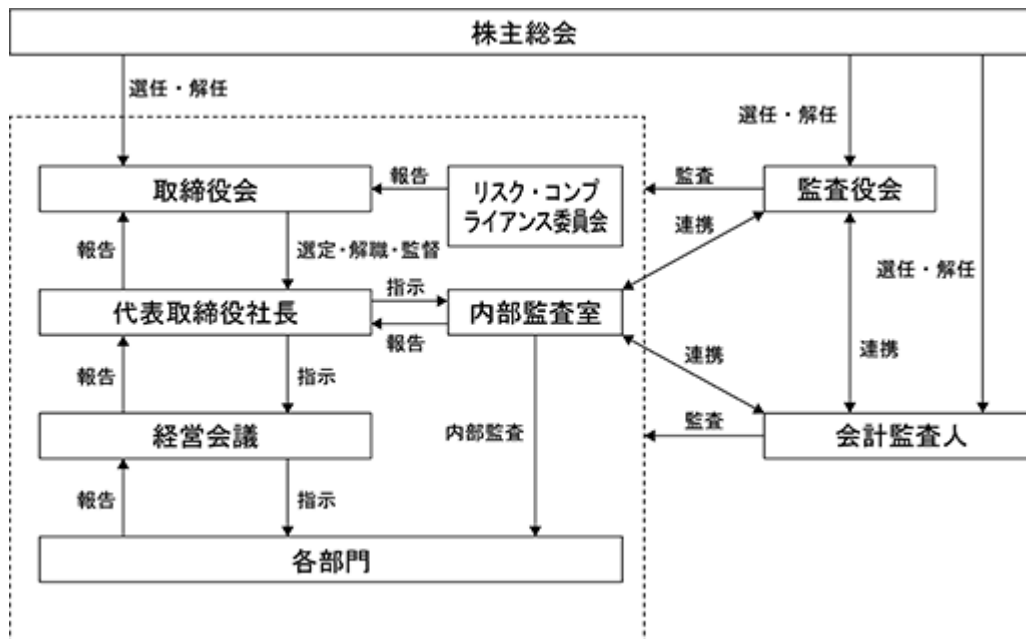 株主総会
選任・解任
選任・解任
取締役会
報告
リスク・コンプ
ライアンス委員会
監査
監査役会
報告
選定・解職・監督
連携
選任・解任
代表取締役社長
指示
報告
内部監査室
報告
指示
連携
連携
経営会議
内部監査
監査
会計監査人
報告
指示
各部門